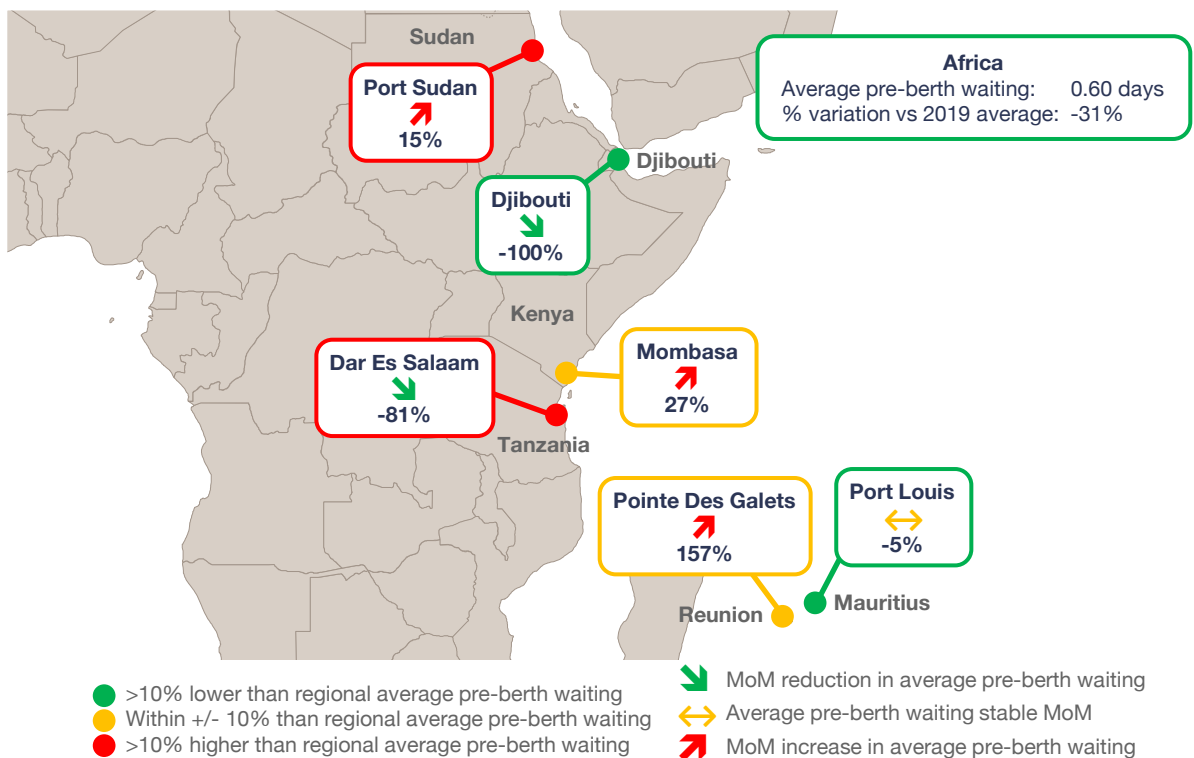 Sudan
Port Sudan
15%
Africa
Average pre-berth waiting: 0.60 days
% variation vs 2019 average: -31%
Djibouti
Djibouti
-100%
Kenya
Dar Es Salaam
-81%
Mombasa
27%
Tanzania
Pointe Des Galets
157%
Port Louis
-5%
Reunion
Mauritius
>10% lower than regional average pre-berth waiting
Within +/- 10% than regional average pre-berth waiting
>10% higher than regional average pre-berth waiting
MoM reduction in average pre-berth waiting
Average pre-berth waiting stable MoM
MoM increase in average pre-berth waiting